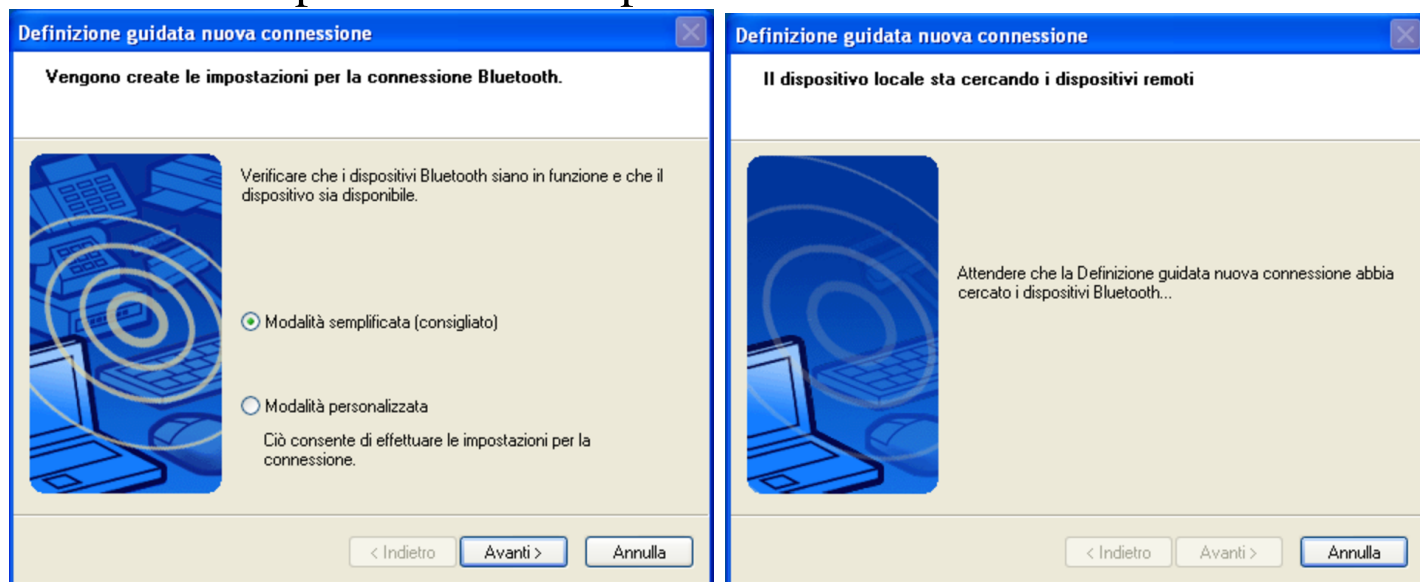 Definizione guidata nuova connessione
Vengono create le impostazioni per la connessione Bluetooth.
Verificare che i dispositivi Bluetooth siano in funzione e che il
dispositivo sia disponibile.
Modalità semplificata (consigliato)
Modalità personalizzata
Ciò consente di effettuare le impostazioni per la
connessione.
< Indietro Avanti > Annulla
Definizione guidata nuova connessione
Il dispositivo locale sta cercando i dispositivi remoti
Attendere che la Definizione guidata nuova connessione abbia
cercato i dispositivi Bluetooth...
< Indietro Avanti > Annulla